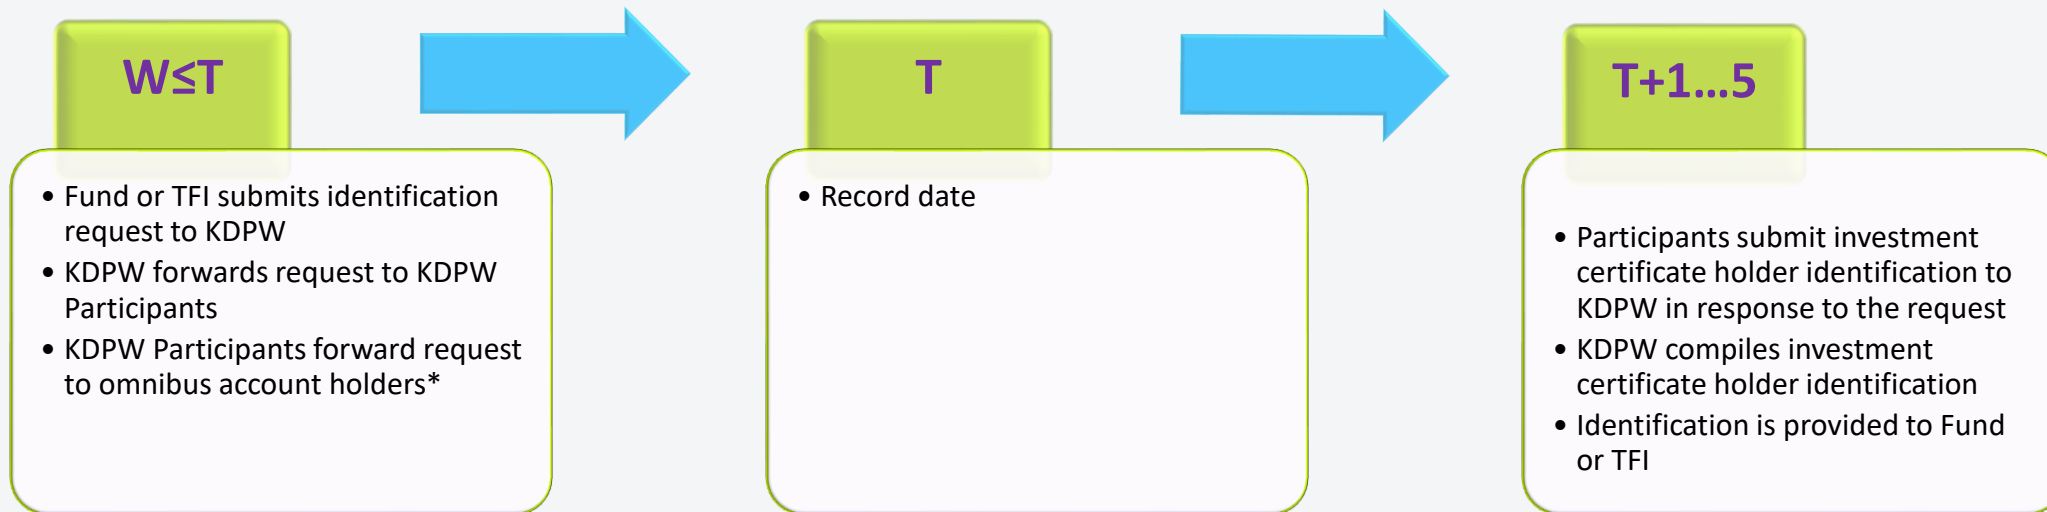 W≤T
• Fund or TFI submits identification
request to KDPW
• KDPW forwards request to KDPW
Participants
• KDPW Participants forward request
to omnibus account holders*
T
• Record date
T+1...5
• Participants submit investment
certificate holder identification to
KDPW in response to the request
• KDPW compiles investment
certificate holder identification
• Identification is provided to Fund
or TFI